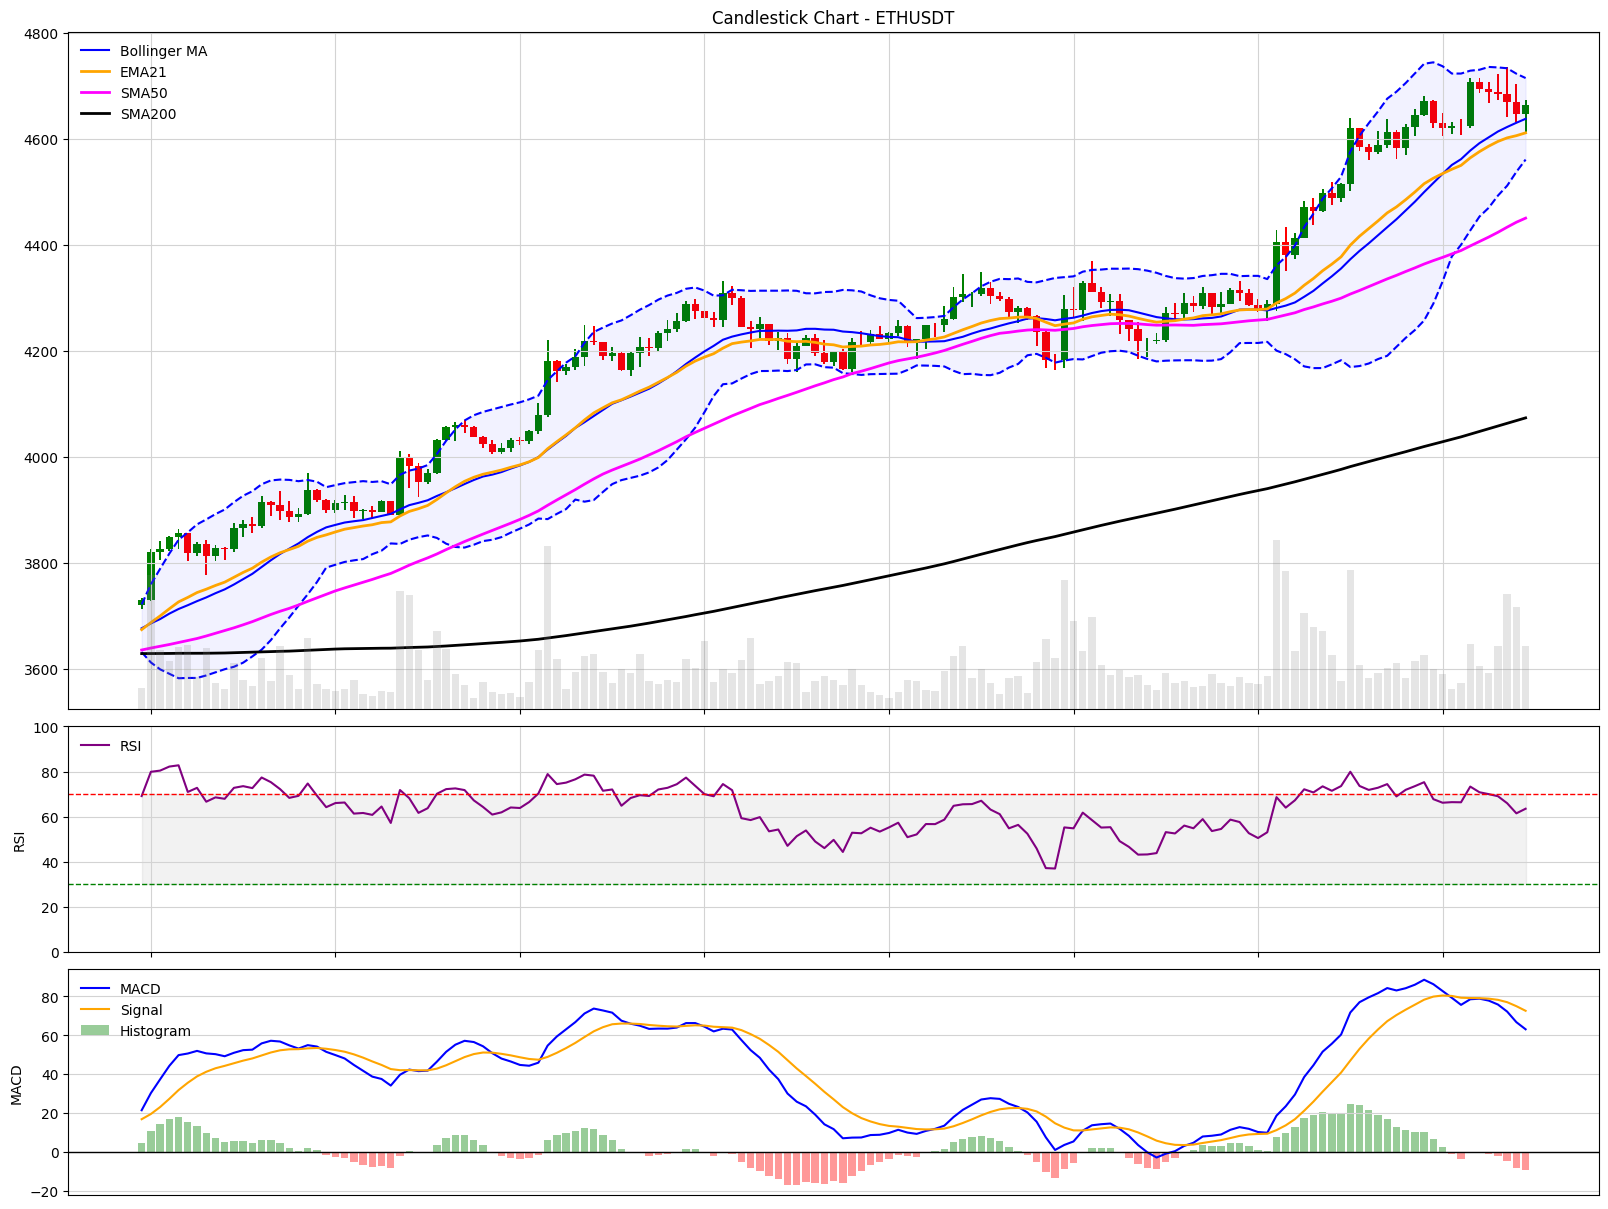 Candlestick Chart - ETHUSDT
4800
4600
4400
4200
4000
3800
3600
Bollinger MA
EMA21
SMA50
SMA200
100
80
60
40
20
0
RSI
RSI
80
60
40
20
0
−20
MACD
MACD
Signal
Histogram